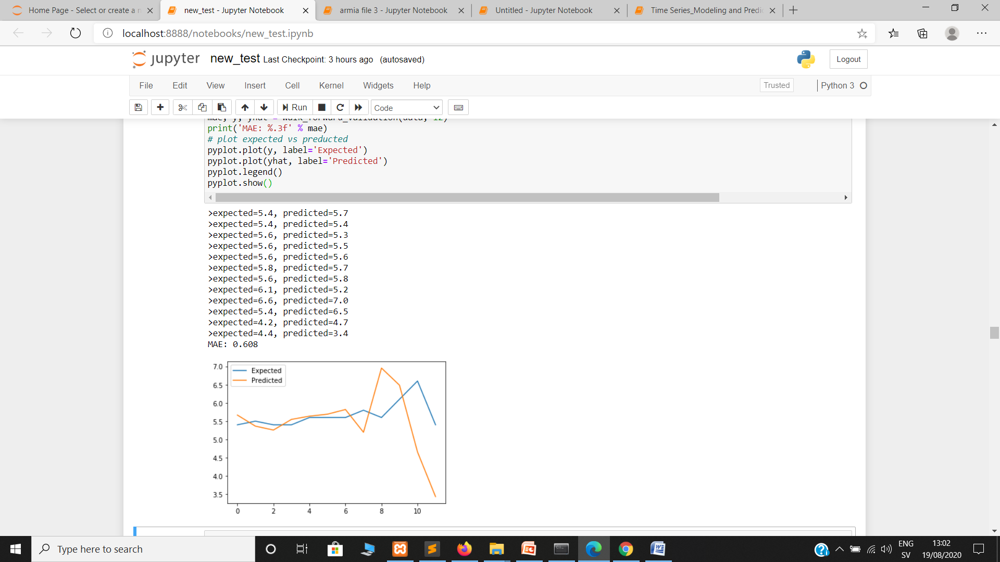 Home Page - Select or create a n
new_test - Jupyter Notebook
armia file 3 - Jupyter Notebook
Untitled - Jupyter Notebook
Time Series_Modeling and Predic
localhost:8888/notebooks/new_test.ipynb
jupyter new_test Last Checkpoint: 3 hours ago (autosaved)
Logout
File Edit View Insert Cell Kernel Widgets Help
Trusted Python 3
Run Code
mae, y, yhat = walk_forward_validation(data, 12)
print('MAE: %.3f' % mae)
# plot expected vs preducted
pyplot.plot(y, label='Expected')
pyplot.plot(yhat, label='Predicted')
pyplot.legend()
pyplot.show()
>expected=5.4, predicted=5.7
>expected=5.4, predicted=5.4
>expected=5.6, predicted=5.3
>expected=5.6, predicted=5.5
>expected=5.6, predicted=5.6
>expected=5.8, predicted=5.7
>expected=5.6, predicted=5.8
>expected=6.1, predicted=5.2
>expected=6.6, predicted=7.0
>expected=5.4, predicted=6.5
>expected=4.2, predicted=4.7
>expected=4.4, predicted=3.4
MAE: 0.608
Expected
Predicted
7.0
6.5
6.0
5.5
5.0
4.5
4.0
3.5
0 2 4 6 8 10
Type here to search
ENG
SV
13:02
19/08/2020